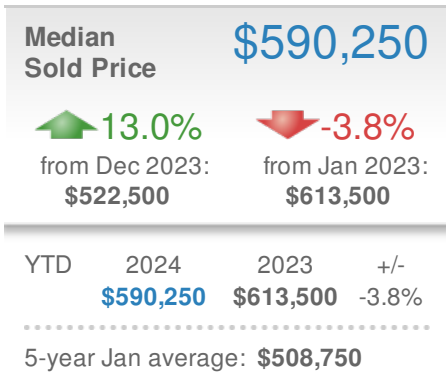 Median
Sold Price
$590,250
13.0%
from Dec 2023:
$522,500
-3.8%
from Jan 2023:
$613,500
YTD 2024 2023 +/-
$590,250 $613,500 -3.8%
5-year Jan average: $508,750